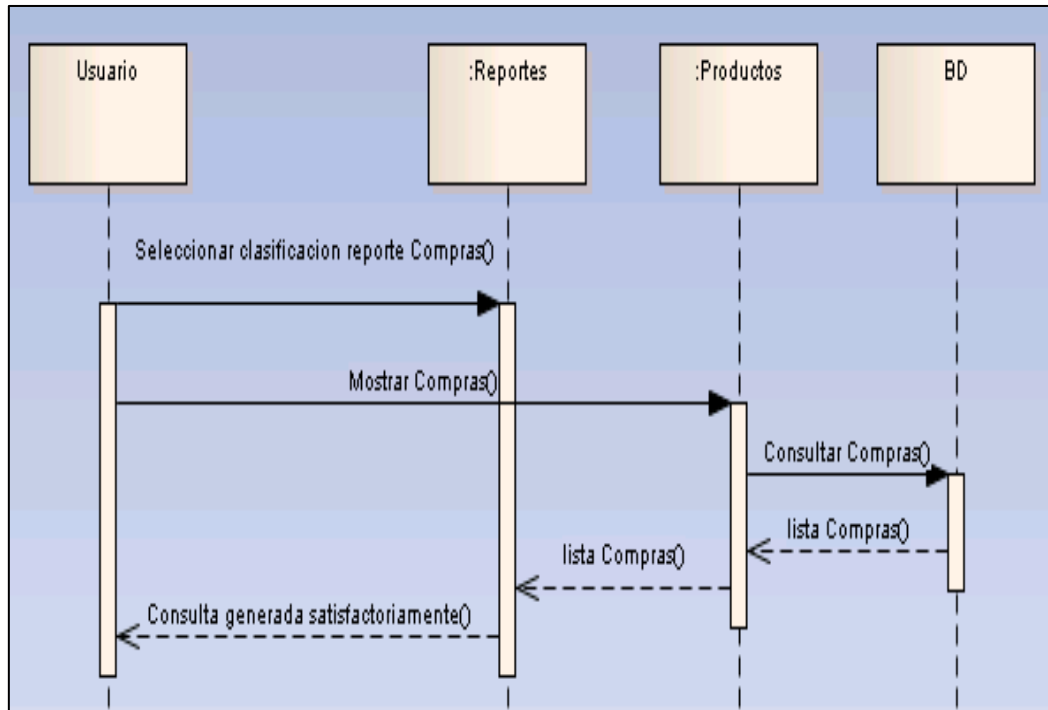 Usuario
:Reportes
:Productos
BD
Seleccionar clasificacion reporte Compras()
Mostrar Compras()
Consultar Compras()
lista Compras()
lista Compras()
Consulta generada satisfactoriamente()